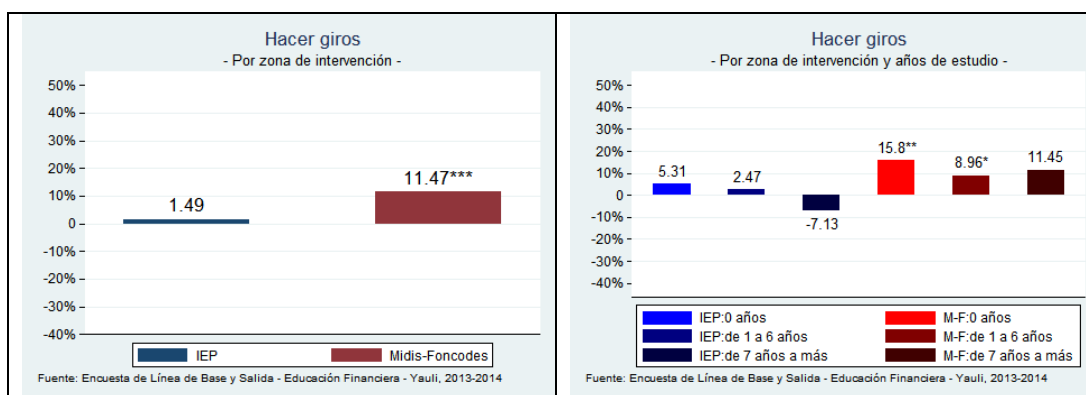 Hacer giros
- Por zona de intervención -
50%
40%
30%
20%
10%
0
-10%
-20%
-30%
-40%
1.49
11.47***
IEP
Midis-Foncodes
Fuente: Encuesta de Línea de Base y Salida - Educación Financiera - Yauli, 2013-2014
Hacer giros
- Por zona de intervención y años de estudio -
50%
40%
30%
20%
10%
0
-10%
-20%
-30%
-40%
5.31
2.47
-7.13
15.8**
8.96*
11.45
IEP:0 años
M-F:0 años
IEP:de 1 a 6 años
M-F:de 1 a 6 años
IEP:de 7 años a más
M-F:de 7 años a más
Fuente: Encuesta de Línea de Base y Salida - Educación Financiera - Yauli, 2013-2014